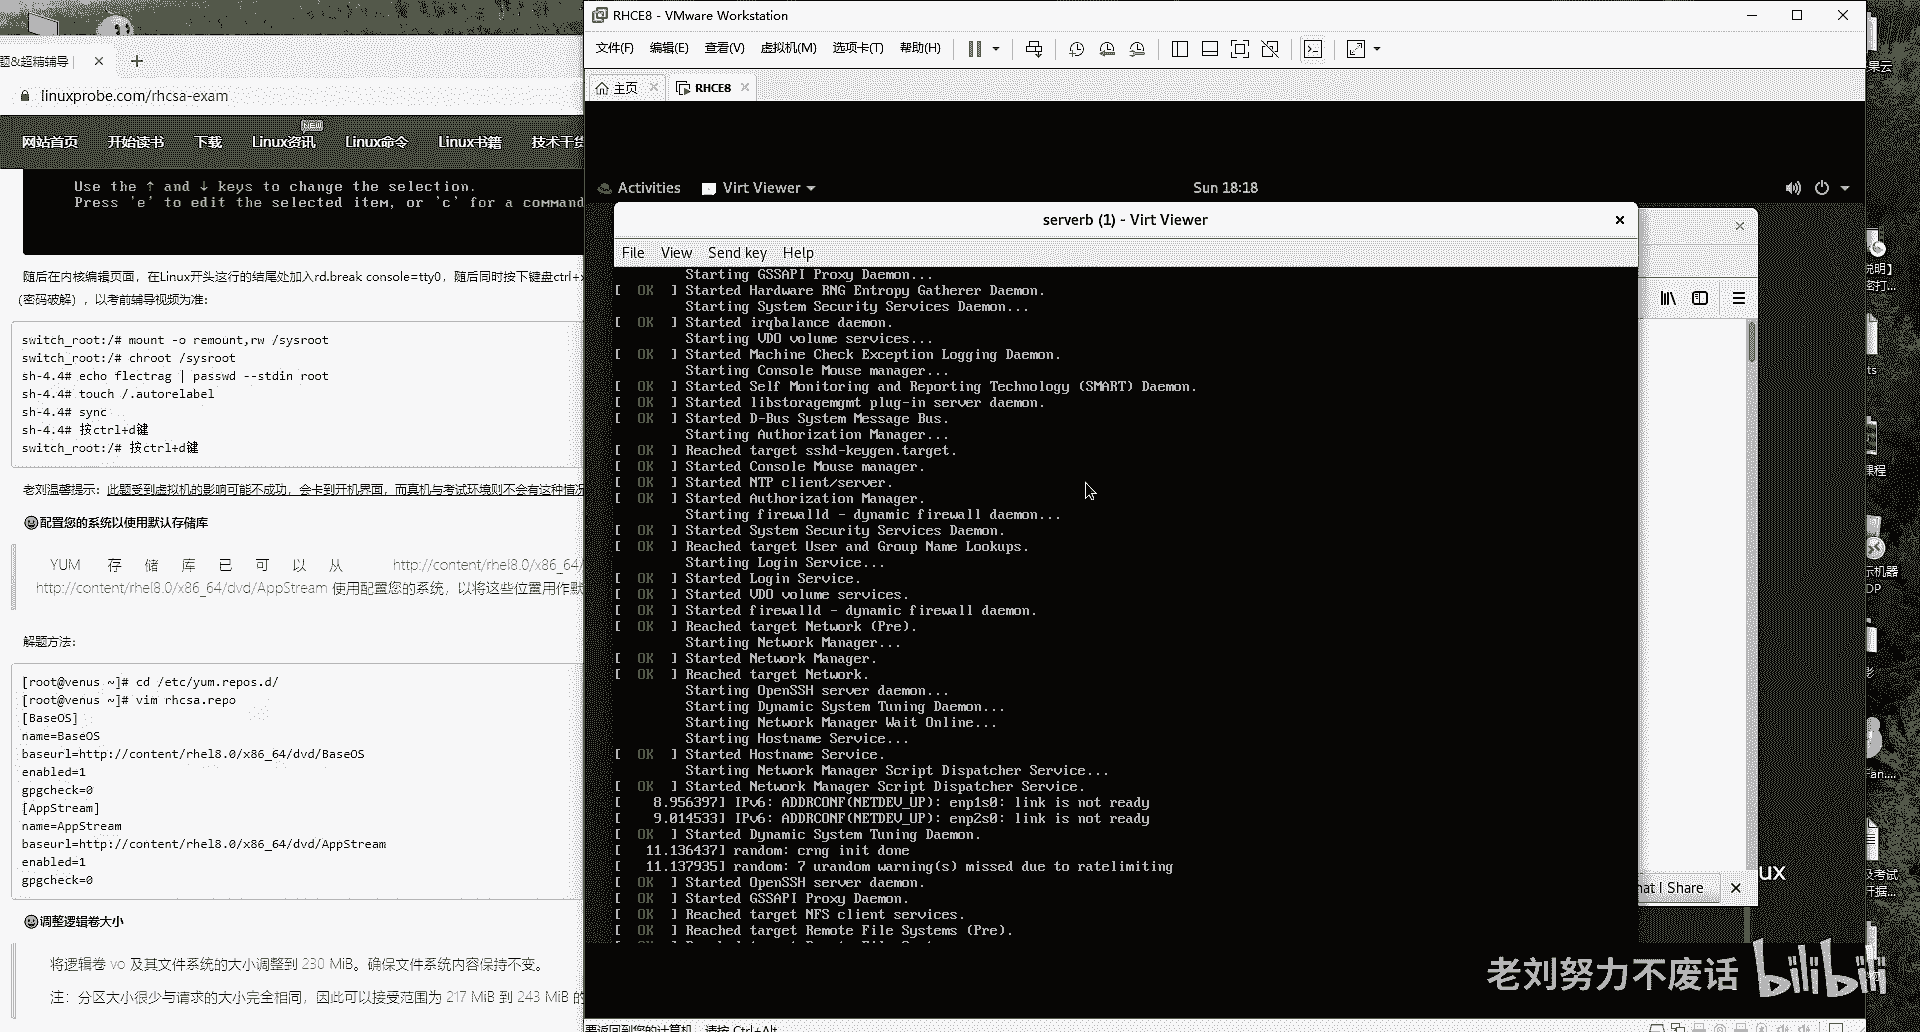 RHCE8 - VMware Workstation
文件(F) 编辑(E) 查看(V) 虚拟机(M) 选项卡(T) 帮助(H)
主页 RHCE8
题&超精辅导
linuxprobe.com/rhcsa-exam
网站首页 开始读书 下载 Linux资讯 NEW Linux命令 Linux书籍 技术干货
Use the ↑ and ↓ keys to change the selection.
Press 'e' to edit the selected item, or 'c' for a command
随后在内核编辑页面，在Linux开头这行的结尾处加入rd.break console=tty0，随后同时按下键盘ctrl+x
（密码破解），以考前辅导视频为准：
switch_root:/# mount -o remount,rw /sysroot
switch_root:/# chroot /sysroot
sh-4.4# echo flectrag | passwd --stdin root
sh-4.4# touch /.autorelabel
sh-4.4# sync
sh-4.4# 按ctrl+d键
switch_root:/# 按ctrl+d键
老刘温馨提示：此题受到虚拟机的影响可能不成功，会卡到开机界面，而真机与考试环境则不会有这种情况
配置您的系统以使用默认存储库
YUM 存储库已可以从 http://content/rhel8.0/x86_64/
http://content/rhel8.0/x86_64/dvd/AppStream 使用配置您的系统，以将这些位置用作默
解题方法：
[root@venus ~]# cd /etc/yum.repos.d/
[root@venus ~]# vim rhcsa.repo
[BaseOS]
name=BaseOS
baseurl=http://content/rhel8.0/x86_64/dvd/BaseOS
enabled=1
gpgcheck=0
[AppStream]
name=AppStream
baseurl=http://content/rhel8.0/x86_64/dvd/AppStream
enabled=1
gpgcheck=0
调整逻辑卷大小
将逻辑卷 vo 及其文件系统的大小调整到 230 MiB。确保文件系统内容保持不变。
注：分区大小很少与请求的大小完全相同，因此可以接受范围为 217 MiB 到 243 MiB 的
Activities Virt Viewer Sun 18:18
serverb (1) - Virt Viewer
File View Send key Help
Starting GSSAPI Proxy Daemon...
[ OK ] Started Hardware RNG Entropy Gatherer Daemon.
Starting System Security Services Daemon...
[ OK ] Started irqbalance daemon.
Starting VDO volume services...
[ OK ] Started Machine Check Exception Logging Daemon.
Starting Console Mouse manager...
[ OK ] Started Self Monitoring and Reporting Technology (SMART) Daemon.
[ OK ] Started libstoragemgmt plug-in server daemon.
[ OK ] Started D-Bus System Message Bus.
Starting Authorization Manager...
[ OK ] Reached target sshd-keygen.target.
[ OK ] Started Console Mouse manager.
[ OK ] Started NTP client/server.
[ OK ] Started Authorization Manager.
Starting firewalld - dynamic firewall daemon...
[ OK ] Started System Security Services Daemon.
[ OK ] Reached target User and Group Name Lookups.
Starting Login Service...
[ OK ] Started Login Service.
[ OK ] Started VDO volume services.
[ OK ] Started firewalld - dynamic firewall daemon.
[ OK ] Reached target Network (Pre).
Starting Network Manager...
[ OK ] Started Network Manager.
[ OK ] Reached target Network.
Starting OpenSSH server daemon...
Starting Dynamic System Tuning Daemon...
Starting Network Manager Wait Online...
Starting Hostname Service...
[ OK ] Started Hostname Service.
Starting Network Manager Script Dispatcher Service...
[ OK ] Started Network Manager Script Dispatcher Service.
[ 8.956397] IPv6: ADDRCONF(NETDEV_UP): enp1s0: link is not ready
[ 9.014533] IPv6: ADDRCONF(NETDEV_UP): enp2s0: link is not ready
[ OK ] Started Dynamic System Tuning Daemon.
[ 11.136437] random: crng init done
[ 11.137935] random: 7 urandom warning(s) missed due to ratelimiting
[ OK ] Started OpenSSH server daemon.
[ OK ] Started GSSAPI Proxy Daemon.
[ OK ] Reached target NFS client services.
[ OK ] Reached target Remote File Systems (Pre).
hat I Share
ux
果云
说明】
密打...
ts
课程
示机器
DP
Fan....
及考试
老刘努力不废话 bilibili
要返回到您的计算机，请按 Ctrl+Alt